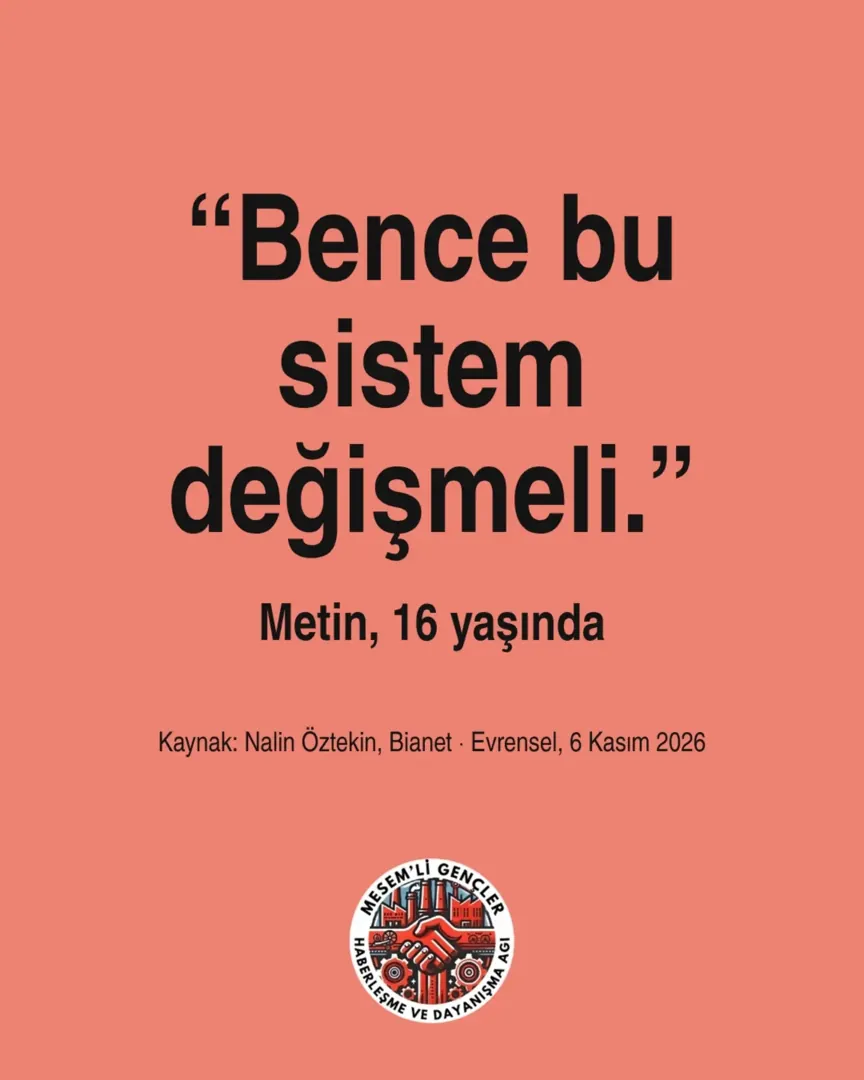 “Bence bu
sistem
değişmeli.”
Metin, 16 yaşında
Kaynak: Nalin Öztekin, Bianet · Evrensel, 6 Kasım 2026
MESEM’Lİ GENÇLER
HABERLEŞME VE DAYANIŞMA AGI